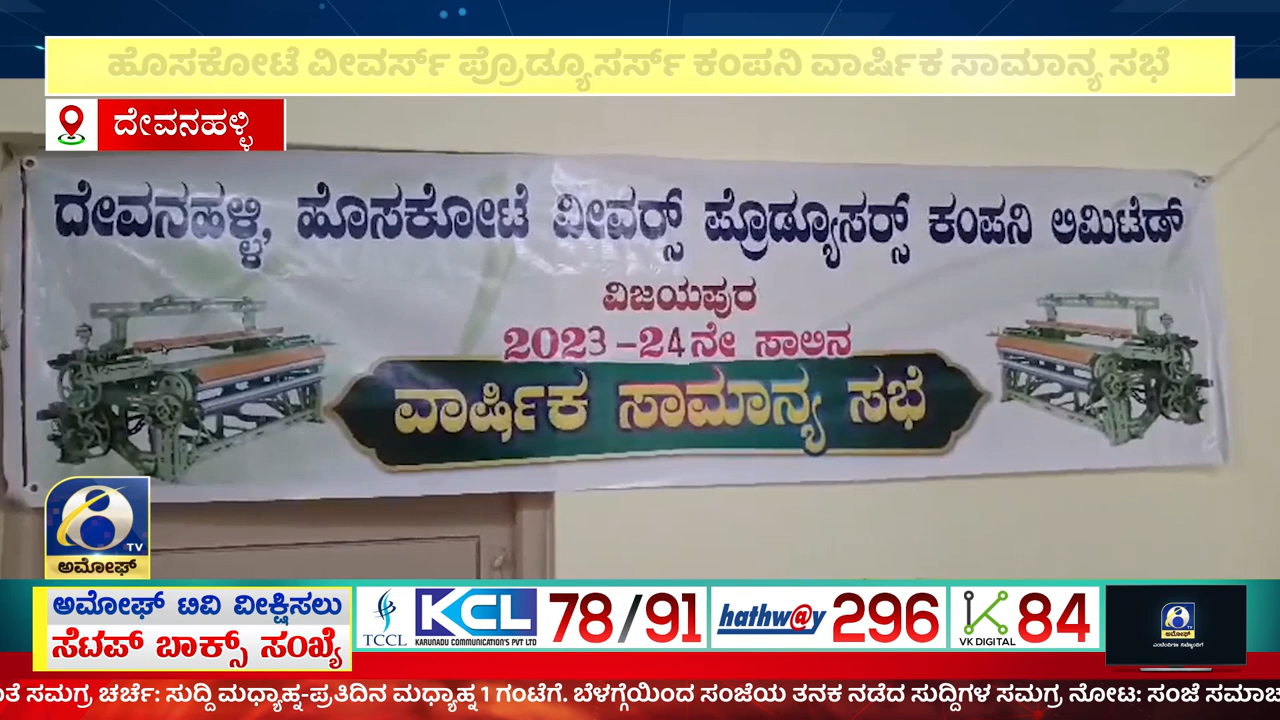 ಹೊಸಕೋಟೆ ವೀವರ್ಸ್ ಪ್ರೊಡ್ಯೂಸರ್ಸ್ ಕಂಪನಿ ವಾರ್ಷಿಕ ಸಾಮಾನ್ಯ ಸಭೆ
ದೇವನಹಳ್ಳಿ
ದೇವನಹಳ್ಳಿ, ಹೊಸಕೋಟೆ ವೀವರ‍್ಸ್ ಪ್ರೊಡ್ಯೂಸರ‍್ಸ್ ಕಂಪನಿ ಲಿಮಿಟೆಡ್
ವಿಜಯಪುರ
2023-24ನೇ ಸಾಲಿನ
ವಾರ್ಷಿಕ ಸಾಮಾನ್ಯ ಸಭೆ
TV
ಅಮೋಘ್
ಅಮೋಘ್ ಟಿವಿ ವೀಕ್ಷಿಸಲು
ಸೆಟಪ್ ಬಾಕ್ಸ್ ಸಂಖ್ಯೆ
TCCL KCL 78/91 hathw@y 296 VK DIGITAL 84
KARUNADU COMMUNICATION'S PVT LTD
ಅಮೋಘ್
ಸಮಗ್ರ ಚರ್ಚೆ: ಸುದ್ದಿ ಮಧ್ಯಾಹ್ನ-ಪ್ರತಿದಿನ ಮಧ್ಯಾಹ್ನ 1 ಗಂಟೆಗೆ. ಬೆಳಗ್ಗೆಯಿಂದ ಸಂಜೆಯ ತನಕ ನಡೆದ ಸುದ್ದಿಗಳ ಸಮಗ್ರ ನೋಟ: ಸಂಜೆ ಸಮಾಚ